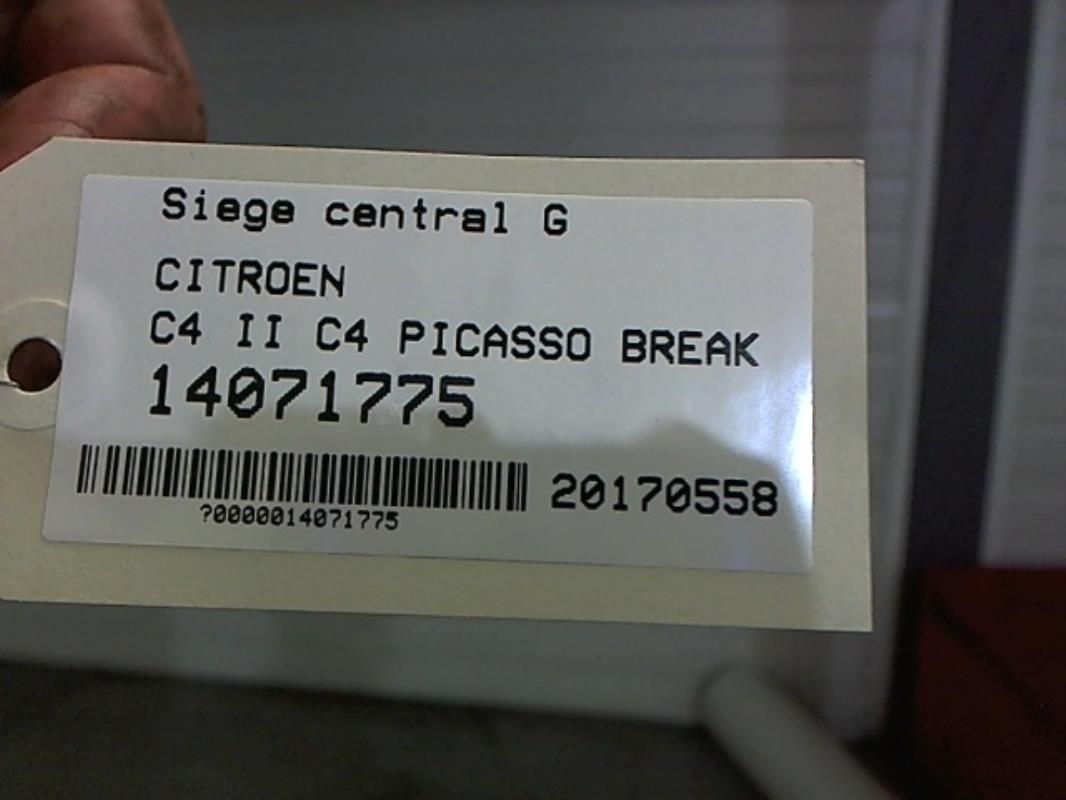 Siege central G
CITROEN
C4 II C4 PICASSO BREAK
14071775
20170558
?0000014071775